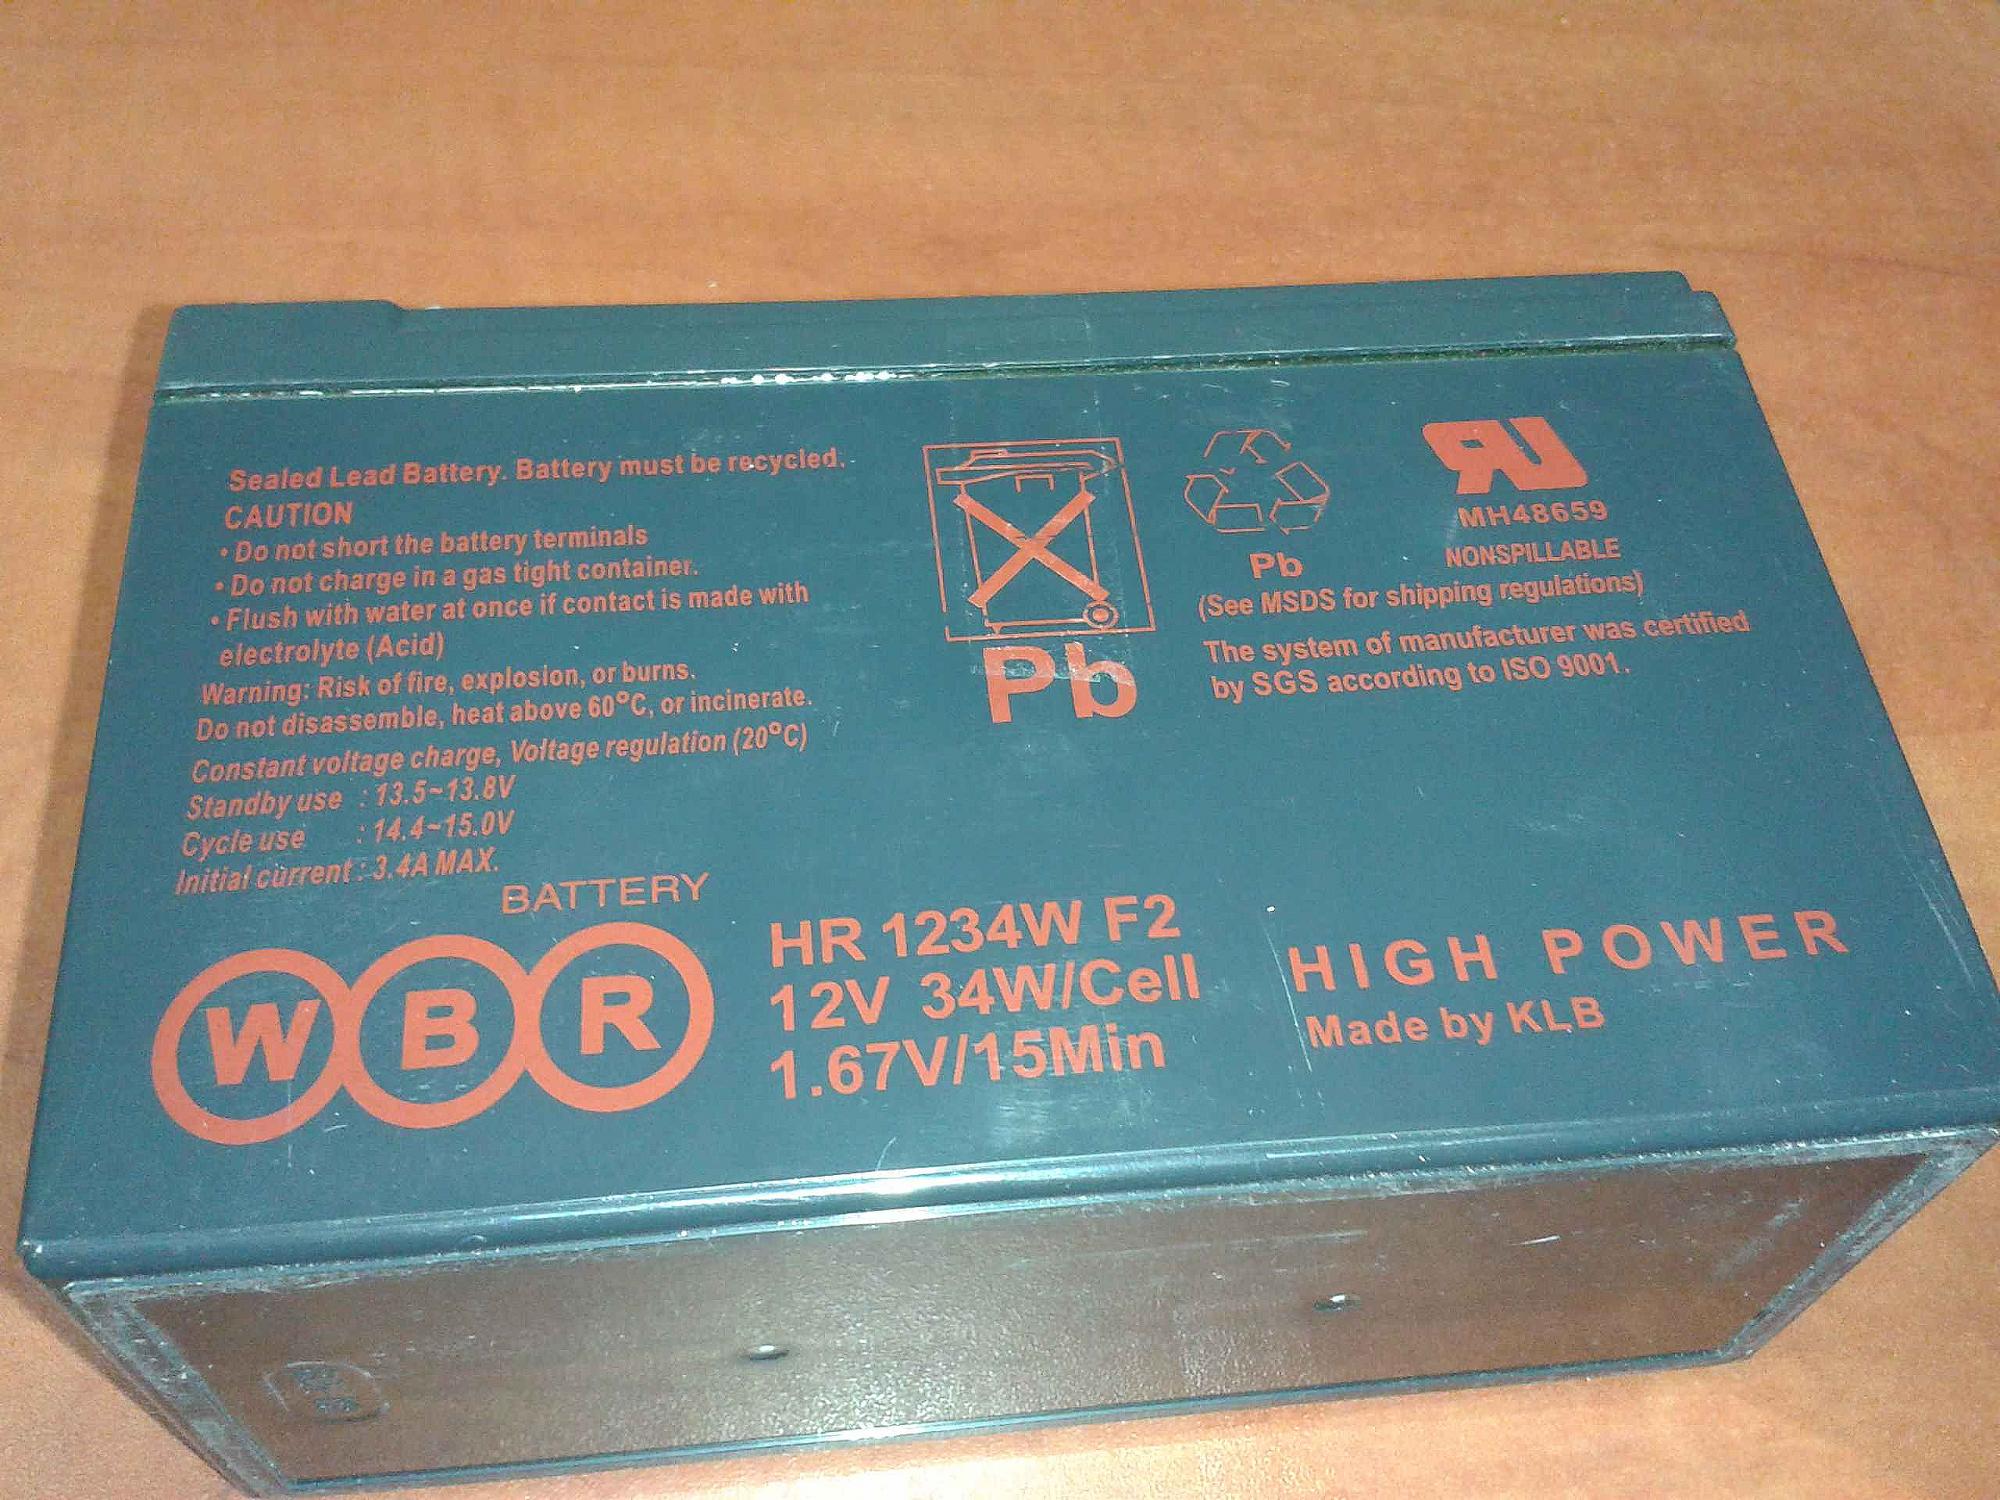 Sealed Lead Battery. Battery must be recycled.
CAUTION
• Do not short the battery terminals
• Do not charge in a gas tight container.
• Flush with water at once if contact is made with
electrolyte (Acid)
Warning: Risk of fire, explosion, or burns.
Do not disassemble, heat above 60°C, or incinerate.
Constant voltage charge, Voltage regulation (20°C)
Standby use : 13.5~13.8V
Cycle use : 14.4~15.0V
Initial current : 3.4A MAX.
Pb
Pb
RU
MH48659
NONSPILLABLE
(See MSDS for shipping regulations)
The system of manufacturer was certified
by SGS according to ISO 9001.
BATTERY
WBR
HR 1234W F2
12V 34W/Cell
1.67V/15Min
HIGH POWER
Made by KLB